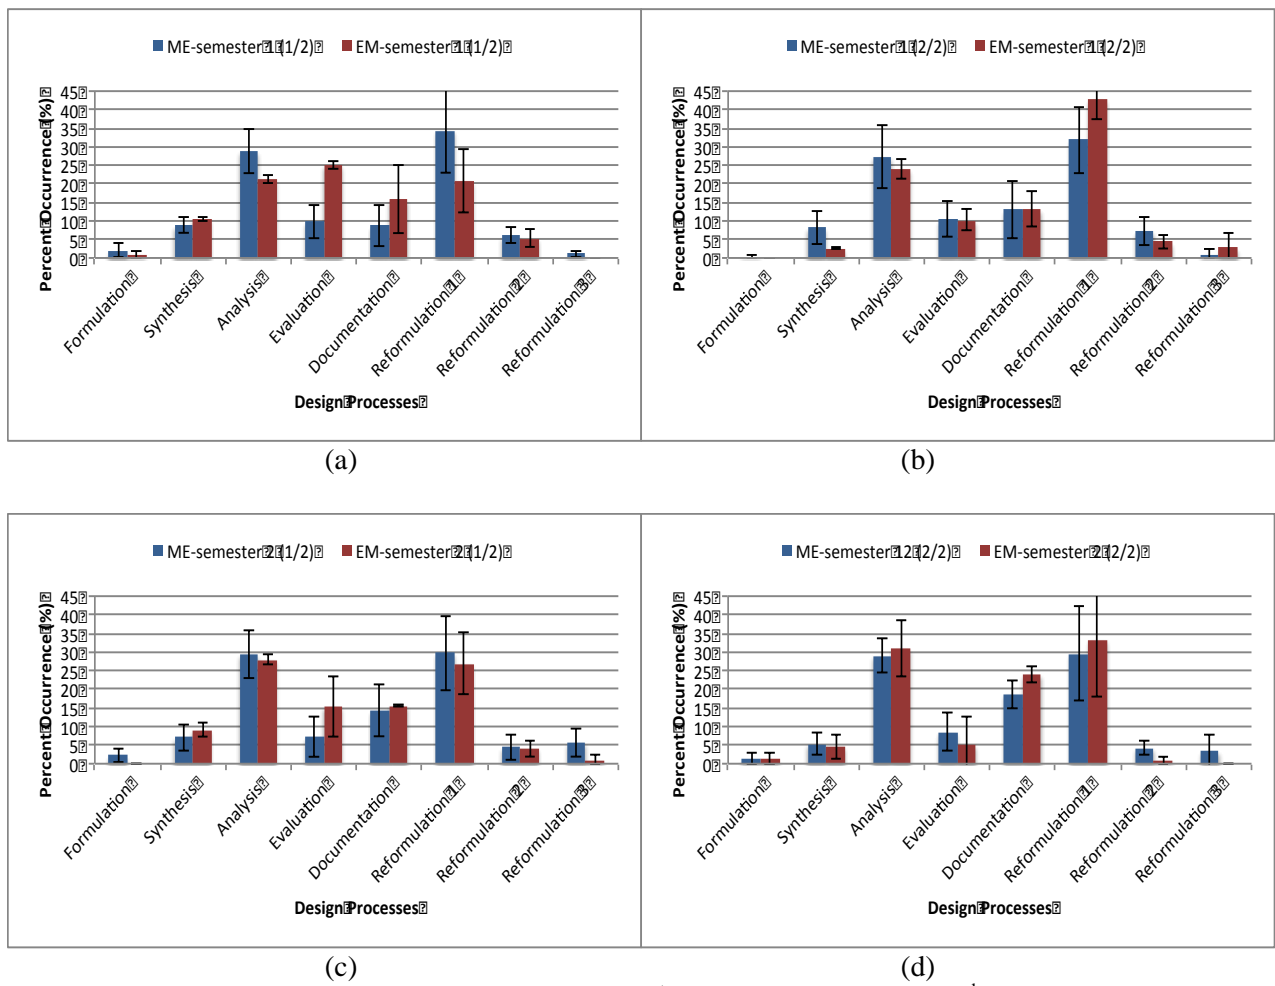 ME-semester 1 (1/2) EM-semester 1 (1/2)
Percent Occurrence (%)
45
40
35
30
25
20
15
10
5
0
Formulation Synthesis Analysis Evaluation Documentation Reformulation 1 Reformulation 2 Reformulation 3
Design Processes
(a)
ME-semester 1 (2/2) EM-semester 1 (2/2)
Percent Occurrence (%)
45
40
35
30
25
20
15
10
5
0
Formulation Synthesis Analysis Evaluation Documentation Reformulation 1 Reformulation 2 Reformulation 3
Design Processes
(b)
ME-semester 2 (1/2) EM-semester 2 (1/2)
Percent Occurrence (%)
45
40
35
30
25
20
15
10
5
0
Formulation Synthesis Analysis Evaluation Documentation Reformulation 1 Reformulation 2 Reformulation 3
Design Processes
(c)
ME-semester 12 (2/2) EM-semester 2 (2/2)
Percent Occurrence (%)
45
40
35
30
25
20
15
10
5
0
Formulation Synthesis Analysis Evaluation Documentation Reformulation 1 Reformulation 2 Reformulation 3
Design Processes
(d)